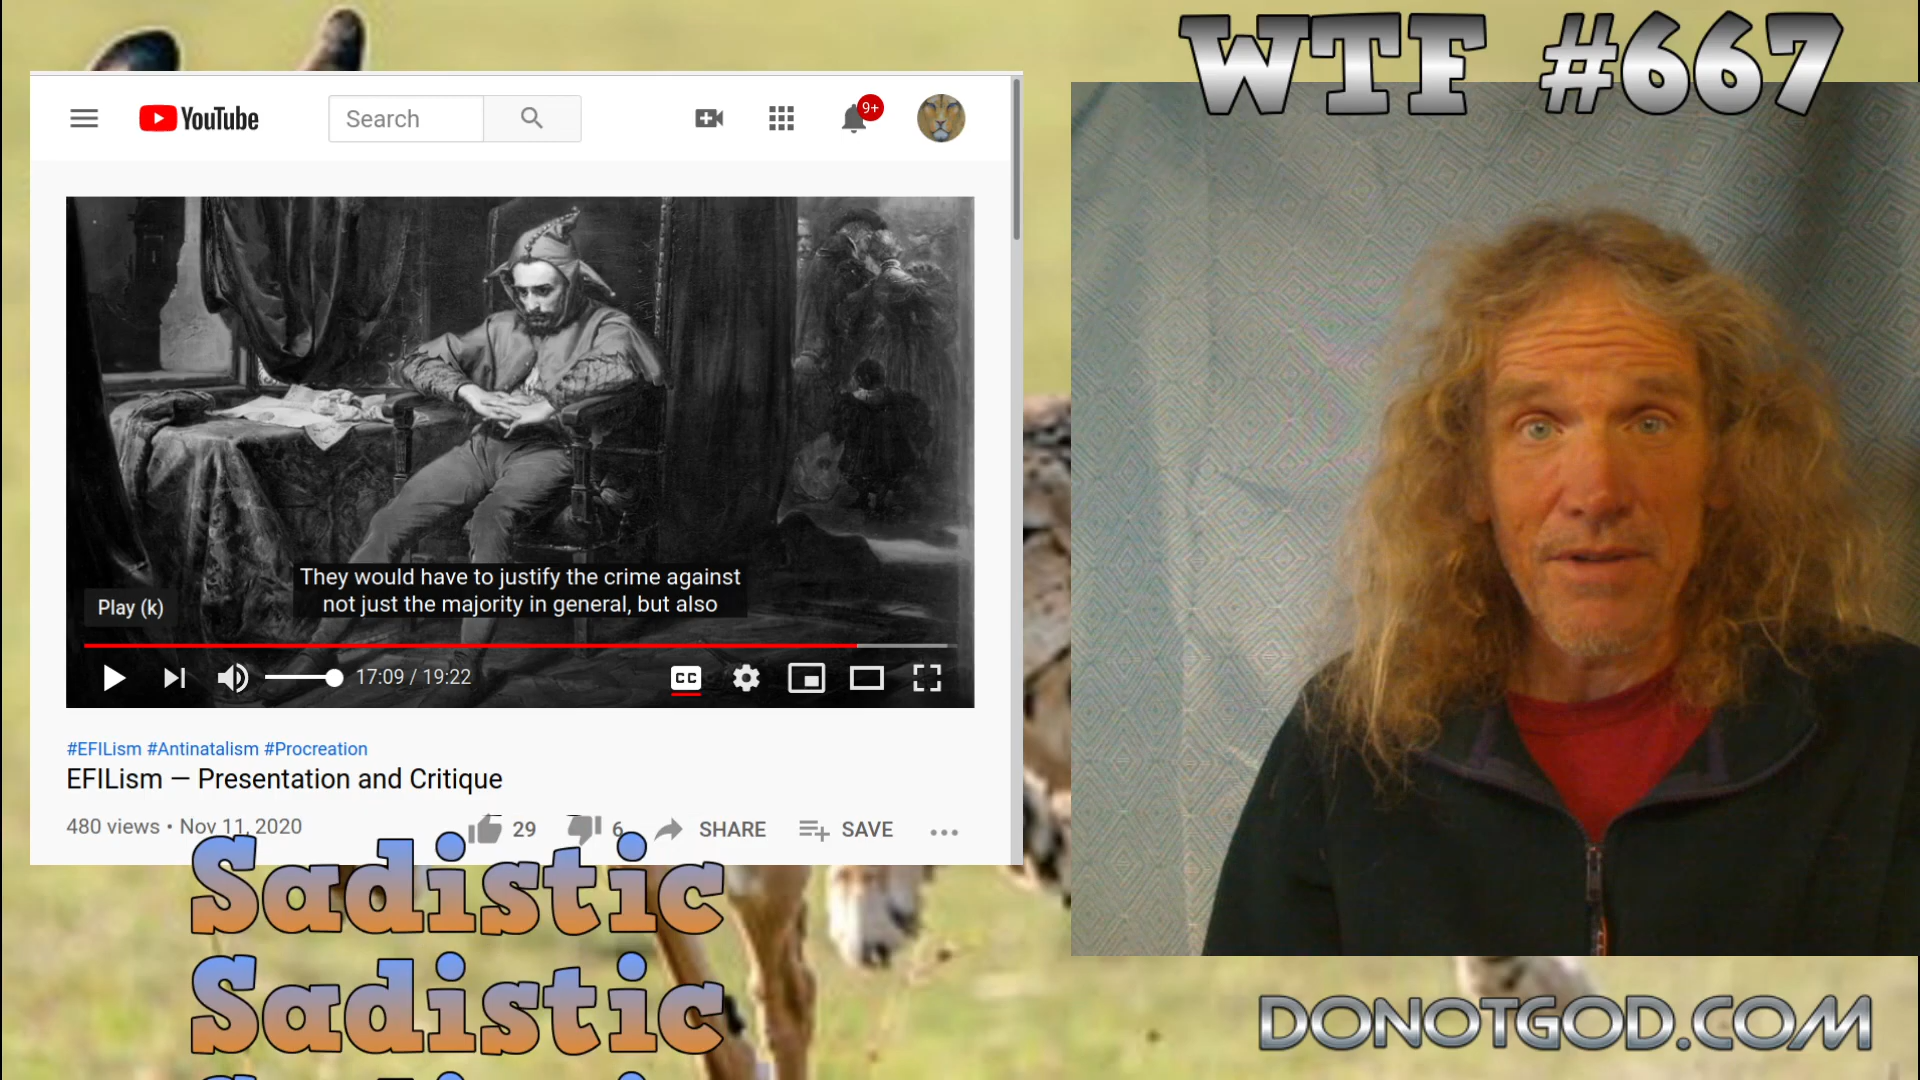 WTF #667
YouTube
Search
9+
They would have to justify the crime against
not just the majority in general, but also
Play (k)
17:09 / 19:22
CC
#EFILism #Antinatalism #Procreation
EFILism — Presentation and Critique
480 views • Nov 11, 2020
29
6
SHARE
SAVE
Sadistic
Sadistic
DONOTGOD.COM